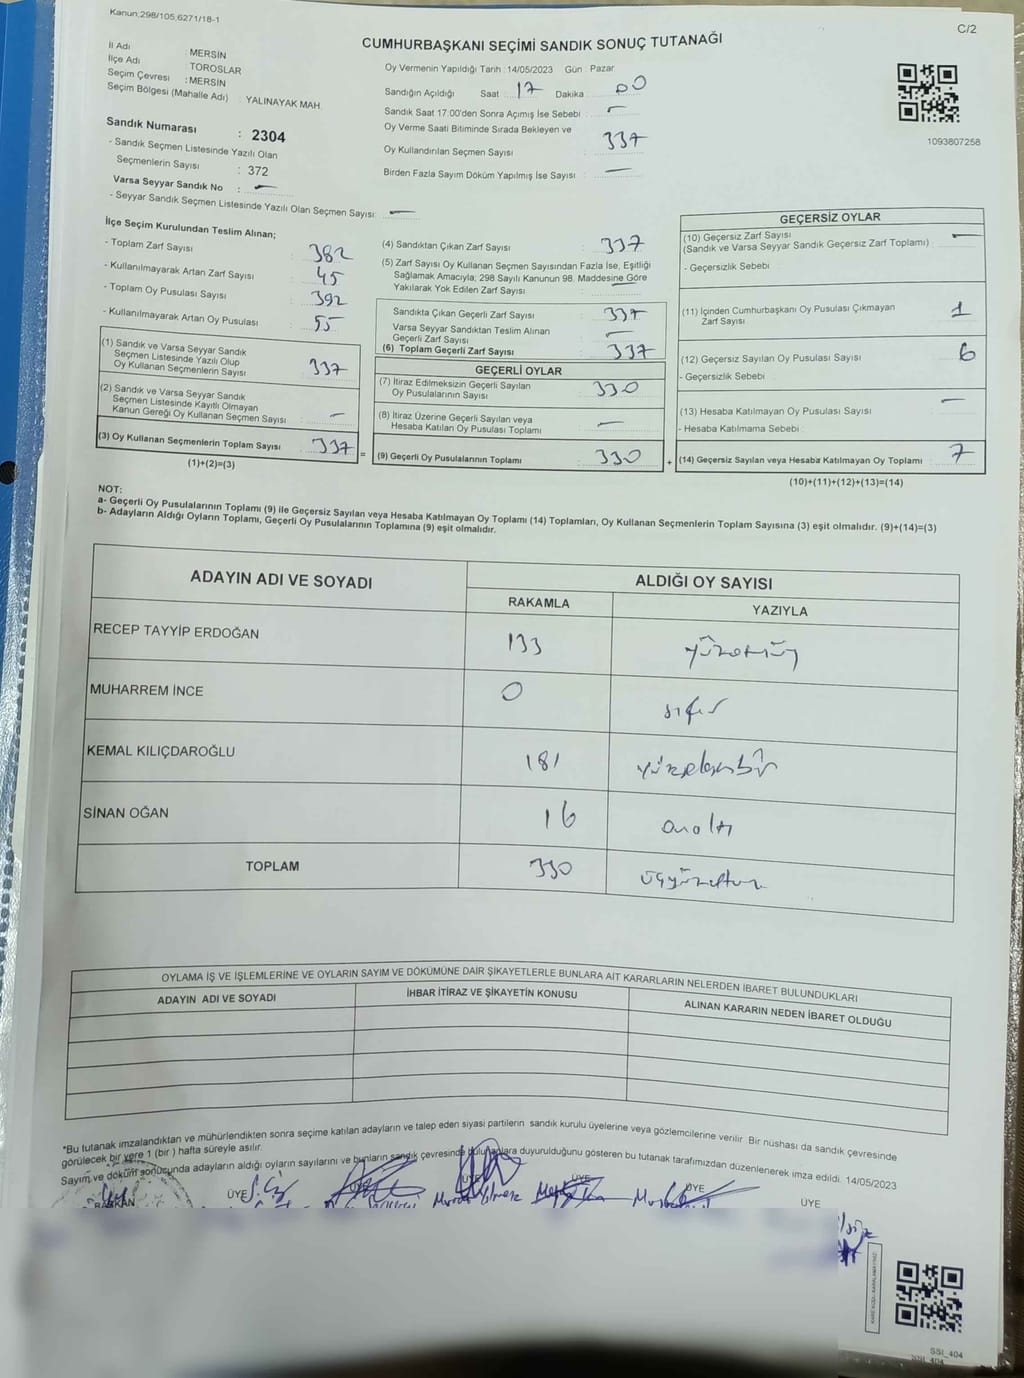 Kanun;298/105,6271/18-1
C/2
CUMHURBAŞKANI SEÇİMİ SANDIK SONUÇ TUTANAĞI
İl Adı MERSİN
İlçe Adı TOROSLAR
Seçim Çevresi : MERSİN
Seçim Bölgesi (Mahalle Adı) : YALINAYAK MAH.
Sandık Numarası : 2304
- Sandık Seçmen Listesinde Yazılı Olan
Seçmenlerin Sayısı : 372
Varsa Seyyar Sandık No : —
- Seyyar Sandık Seçmen Listesinde Yazılı Olan Seçmen Sayısı: —
Oy Vermenin Yapıldığı Tarih : 14/05/2023 Gün : Pazar
Sandığın Açıldığı Saat : 17 Dakika : 00
Sandık Saat 17:00'den Sonra Açımış İse Sebebi : —
Oy Verme Saati Bitiminde Sırada Bekleyen ve
Oy Kullandırılan Seçmen Sayısı : 337
Birden Fazla Sayım Döküm Yapılmış İse Sayısı : —
1093807258
İlçe Seçim Kurulundan Teslim Alınan;
- Toplam Zarf Sayısı : 382
- Kullanılmayarak Artan Zarf Sayısı : 45
- Toplam Oy Pusulası Sayısı : 392
- Kullanılmayarak Artan Oy Pusulası : 55
(1) Sandık ve Varsa Seyyar Sandık
Seçmen Listesinde Yazılı Olup
Oy Kullanan Seçmenlerin Sayısı : 337
(2) Sandık ve Varsa Seyyar Sandık
Seçmen Listesinde Kayıtlı Olmayan
Kanun Gereği Oy Kullanan Seçmen Sayısı : —
(3) Oy Kullanan Seçmenlerin Toplam Sayısı : 337
(1)+(2)=(3)
(4) Sandıktan Çıkan Zarf Sayısı : 337
(5) Zarf Sayısı Oy Kullanan Seçmen Sayısından Fazla İse, Eşitliği
Sağlamak Amacıyla; 298 Sayılı Kanunun 98. Maddesine Göre
Yakılarak Yok Edilen Zarf Sayısı : —
Sandıkta Çıkan Geçerli Zarf Sayısı : 337
Varsa Seyyar Sandıktan Teslim Alınan
Geçerli Zarf Sayısı : —
(6) Toplam Geçerli Zarf Sayısı : 337
GEÇERLİ OYLAR
(7) İtiraz Edilmeksizin Geçerli Sayılan
Oy Pusulalarının Sayısı : 330
(8) İtiraz Üzerine Geçerli Sayılan veya
Hesaba Katılan Oy Pusulası Toplamı : —
= (9) Geçerli Oy Pusulalarının Toplamı : 330
GEÇERSİZ OYLAR
(10) Geçersiz Zarf Sayısı : —
(Sandık ve Varsa Seyyar Sandık Geçersiz Zarf Toplamı)
- Geçersizlik Sebebi :
(11) İçinden Cumhurbaşkanı Oy Pusulası Çıkmayan
Zarf Sayısı : 1
(12) Geçersiz Sayılan Oy Pusulası Sayısı : 6
- Geçersizlik Sebebi :
(13) Hesaba Katılmayan Oy Pusulası Sayısı : —
- Hesaba Katılmama Sebebi :
+ (14) Geçersiz Sayılan veya Hesaba Katılmayan Oy Toplamı : 7
(10)+(11)+(12)+(13)=(14)
NOT:
a- Geçerli Oy Pusulalarının Toplamı (9) ile Geçersiz Sayılan veya Hesaba Katılmayan Oy Toplamı (14) Toplamları, Oy Kullanan Seçmenlerin Toplam Sayısına (3) eşit olmalıdır. (9)+(14)=(3)
b- Adayların Aldığı Oyların Toplamı, Geçerli Oy Pusulalarının Toplamına (9) eşit olmalıdır.
ADAYIN ADI VE SOYADI ALDIĞI OY SAYISI
RAKAMLA YAZIYLA
RECEP TAYYİP ERDOĞAN 133
MUHARREM İNCE 0 sıfır
KEMAL KILIÇDAROĞLU 181 yüzseksenbir
SİNAN OĞAN 16 onaltı
TOPLAM 330 üçyüzotuz
OYLAMA İŞ VE İŞLEMLERİNE VE OYLARIN SAYIM VE DÖKÜMÜNE DAİR ŞİKAYETLERLE BUNLARA AİT KARARLARIN NELERDEN İBARET BULUNDUKLARI
ADAYIN ADI VE SOYADI İHBAR İTİRAZ VE ŞİKAYETİN KONUSU ALINAN KARARIN NEDEN İBARET OLDUĞU
*Bu tutanak imzalandıktan ve mühürlendikten sonra seçime katılan adayların ve talep eden siyasi partilerin sandık kurulu üyelerine veya gözlemcilerine verilir. Bir nüshası da sandık çevresinde
görülecek bir yere 1 (bir) hafta süreyle asılır.
Sayım ve döküm sonucunda adayların aldığı oyların sayılarını ve bunların sandık çevresinde bulunanlara duyurulduğunu gösteren bu tutanak tarafımızdan düzenlenerek imza edildi. 14/05/2023
BAŞKAN ÜYE ÜYE ÜYE ÜYE ÜYE ÜYE
Murat Yılmaz
SSI_404
SSI_404